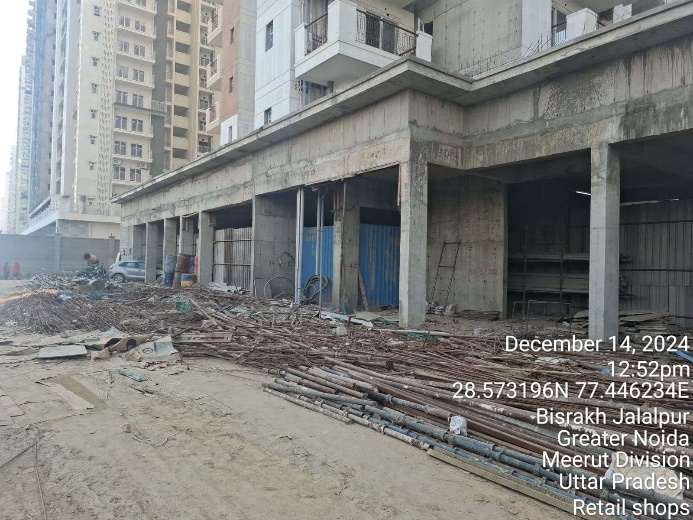 December 14, 2024
12:52pm
28.573196N 77.446234E
Bisrakh Jalalpur
Greater Noida
Meerut Division
Uttar Pradesh
Retail shops